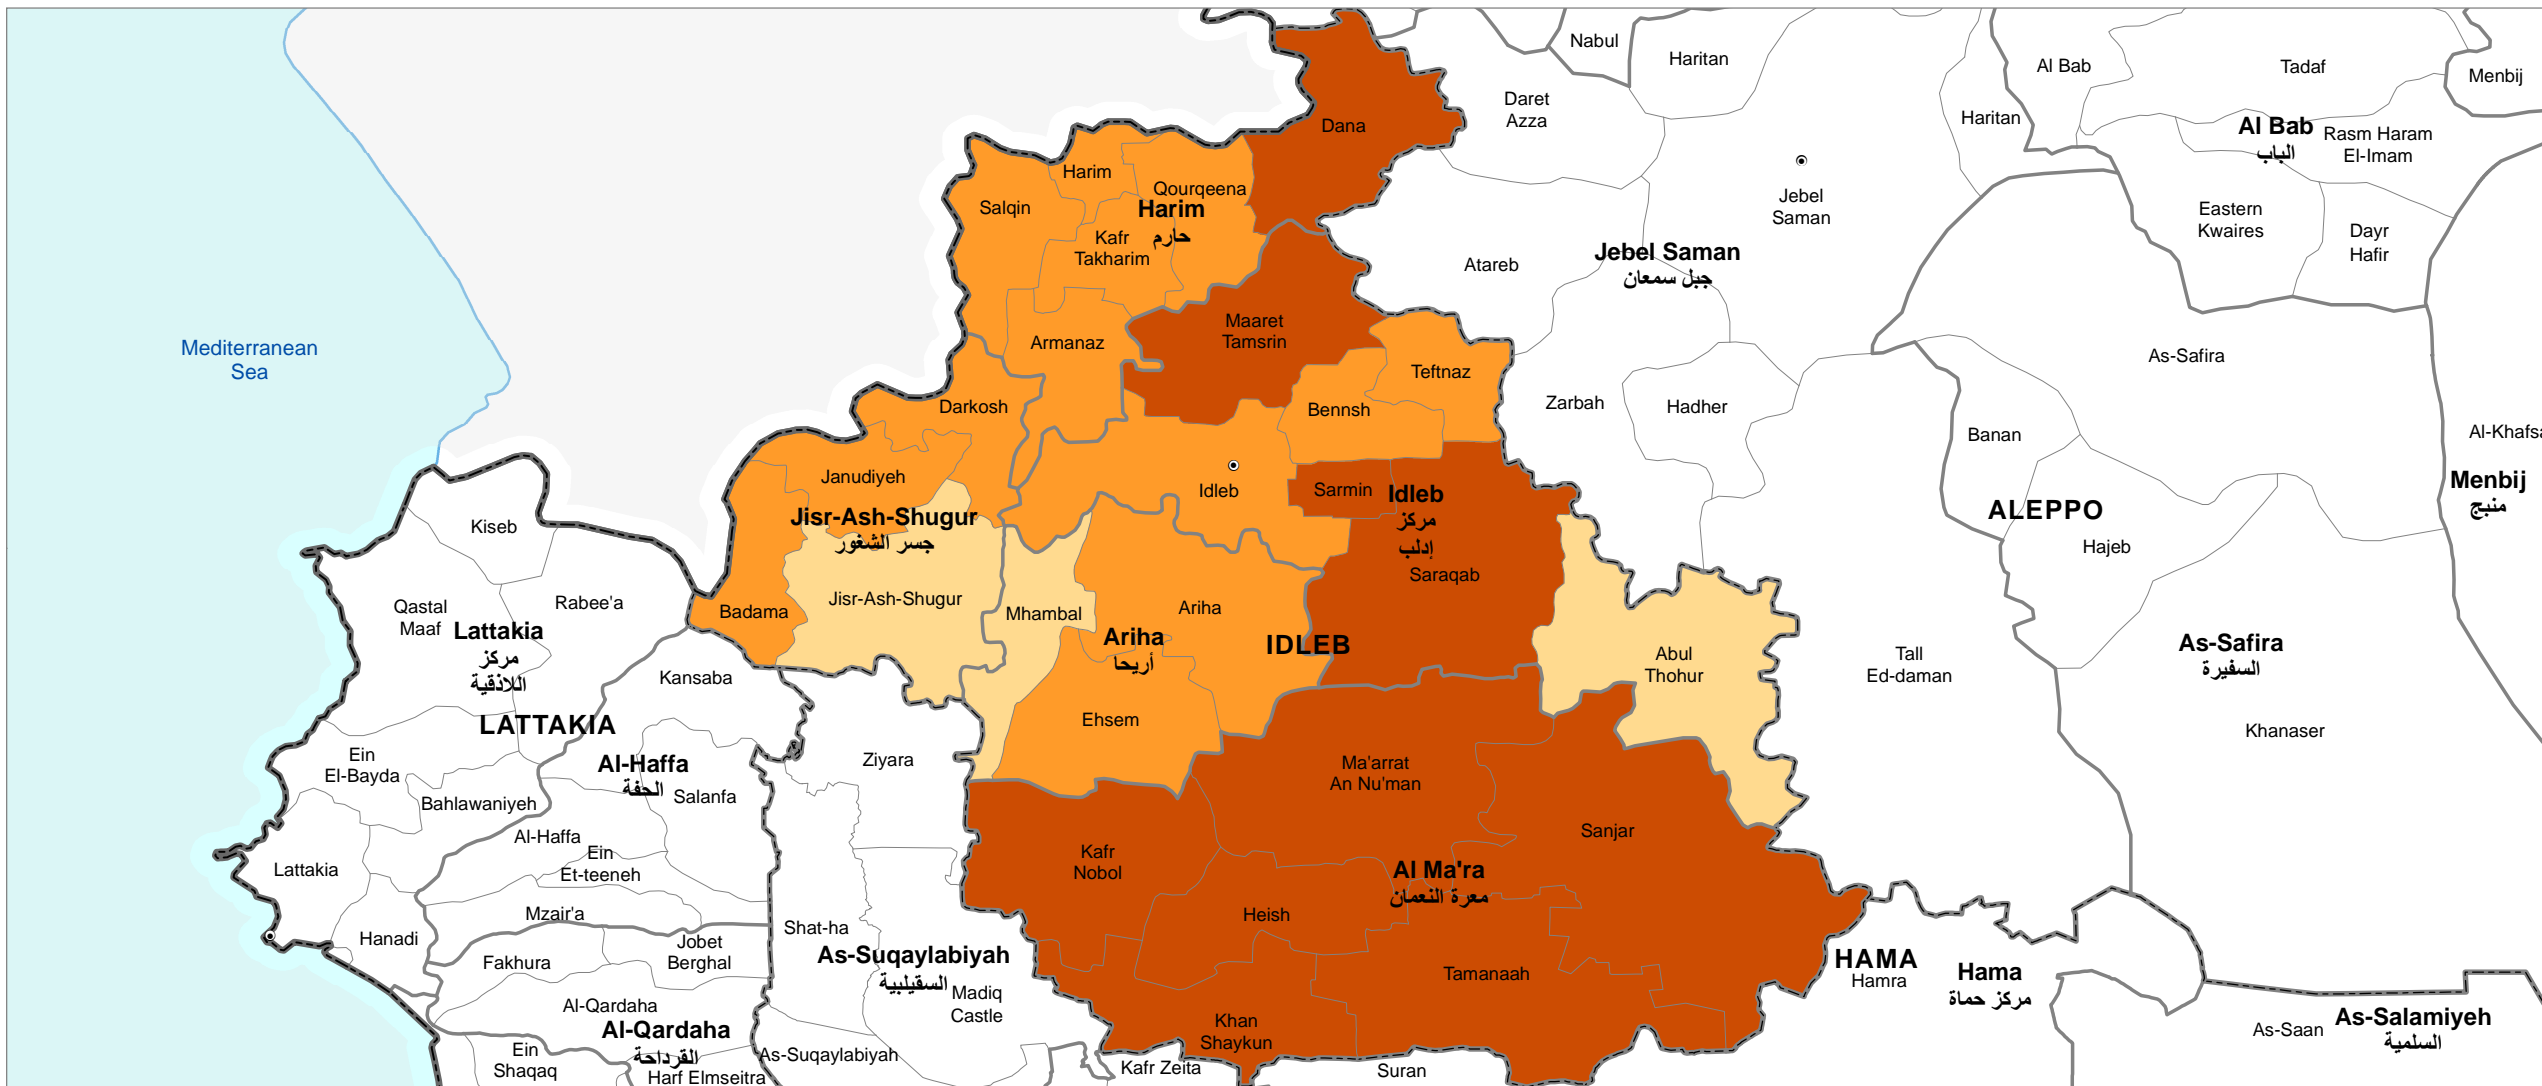 Nabul
Haritan
Al Bab
Tadaf
Menbij
Daret
Azza
Haritan
Al Bab
الباب
Rasm Haram
El-Imam
Dana
Harim
Qourqeena
Salqin
Harim
حارم
Kafr
Takharim
Jebel
Saman
Eastern
Kwaires
Dayr
Hafir
Atareb
Jebel Saman
جبل سمعان
Mediterranean
Sea
Maaret
Tamsrin
Armanaz
Teftnaz
As-Safira
Darkosh
Bennsh
Zarbah
Hadher
Banan
Al-Khafsa
Janudiyeh
Idleb
Sarmin
Idleb
مركز
إدلب
Menbij
منبج
ALEPPO
Kiseb
Jisr-Ash-Shugur
جسر الشغور
Hajeb
Saraqab
Qastal
Maaf
Rabee'a
Badama
Jisr-Ash-Shugur
Mhambal
Ariha
Lattakia
مركز
اللاذقية
Ariha
أريحا
IDLEB
Abul
Thohur
Tall
Ed-daman
As-Safira
السفيرة
Kansaba
LATTAKIA
Ehsem
Khanaser
Ein
El-Bayda
Al-Haffa
الحفة
Ziyara
Ma'arrat
An Nu'man
Bahlawaniyeh
Salanfa
Al-Haffa
Sanjar
Lattakia
Ein
Et-teeneh
Kafr
Nobol
Al Ma'ra
معرة النعمان
Mzair'a
Heish
Hanadi
Shat-ha
Jobet
Berghal
Fakhura
As-Suqaylabiyah
السقيلبية
Tamanaah
HAMA
Hamra
Hama
مركز حماة
Madiq
Castle
Al-Qardaha
Al-Qardaha
القرداحة
Khan
Shaykun
As-Saan
As-Salamiyeh
السلمية
Ein
Shaqaq
Harf Elmseitra
As-Suqaylabiyah
Kafr Zeita
Suran